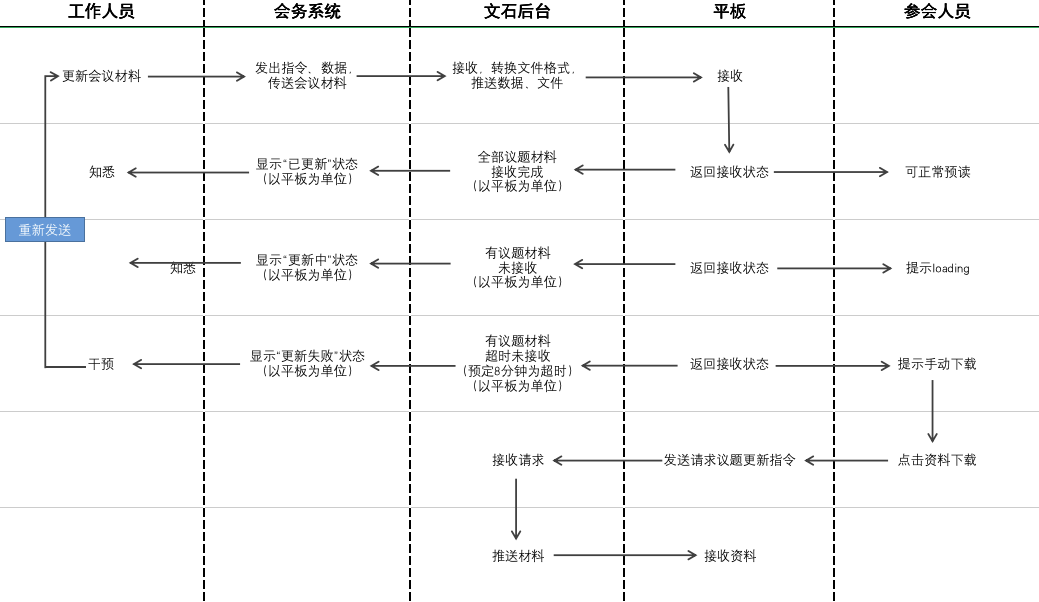 工作人员
会务系统
文石后台
平板
参会人员
更新会议材料
发出指令、数据，
传送会议材料
接收，转换文件格式，
推送数据、文件
接收
知悉
显示“已更新”状态
（以平板为单位）
全部议题材料
接收完成
（以平板为单位）
返回接收状态
可正常预读
重新发送
知悉
显示“更新中”状态
（以平板为单位）
有议题材料
未接收
（以平板为单位）
返回接收状态
提示loading
干预
显示“更新失败”状态
（以平板为单位）
有议题材料
超时未接收
（预定8分钟为超时）
（以平板为单位）
返回接收状态
提示手动下载
接收请求
发送请求议题更新指令
点击资料下载
推送材料
接收资料